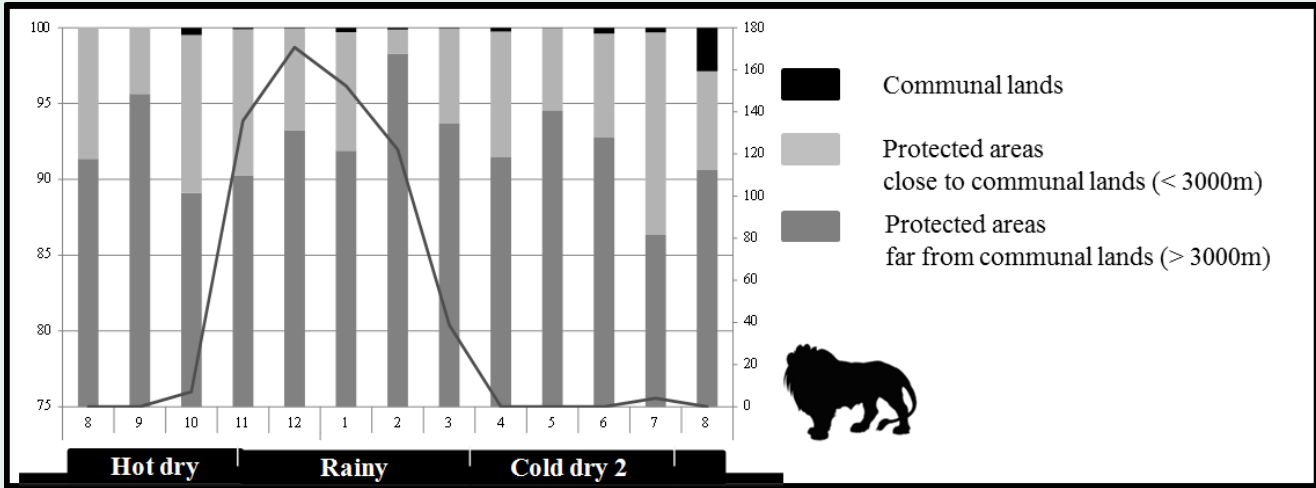 100
95
90
85
80
75
180
160
140
120
100
80
60
40
20
0
8 9 10 11 12 1 2 3 4 5 6 7 8
Hot dry Rainy Cold dry 2
Communal lands
Protected areas
close to communal lands (< 3000m)
Protected areas
far from communal lands (> 3000m)